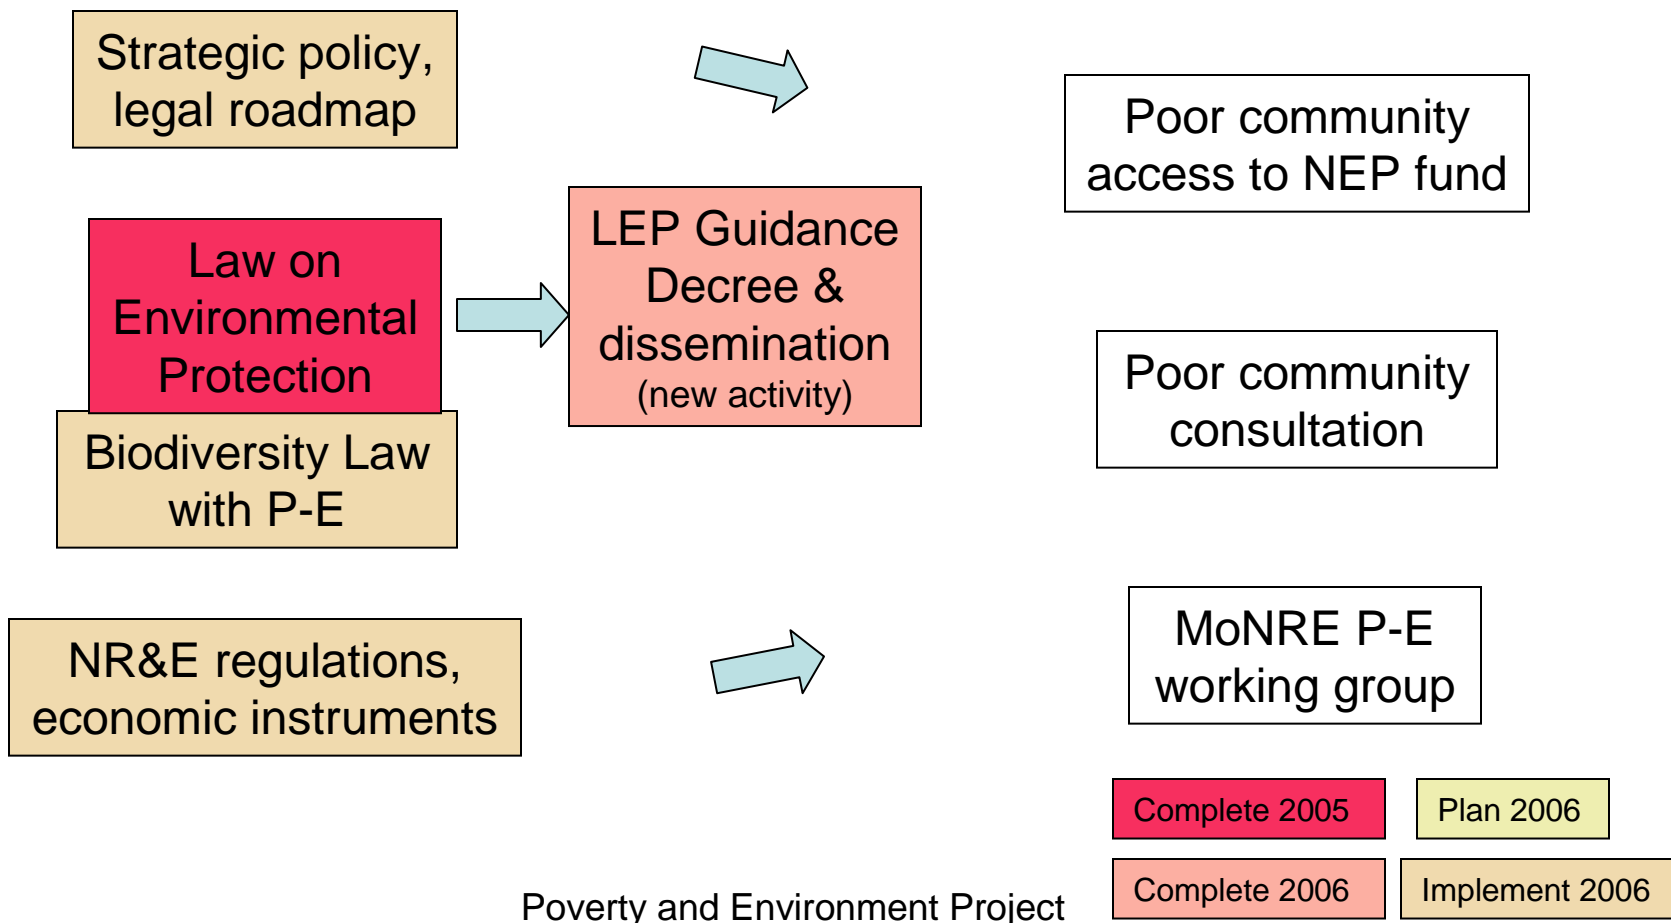 Strategic policy,
legal roadmap
Law on
Environmental
Protection
Biodiversity Law
with P-E
NR&E regulations,
economic instruments
LEP Guidance
Decree &
dissemination
(new activity)
Poor community
access to NEP fund
Poor community
consultation
MoNRE P-E
working group
Complete 2005
Plan 2006
Complete 2006
Implement 2006
Poverty and Environment Project